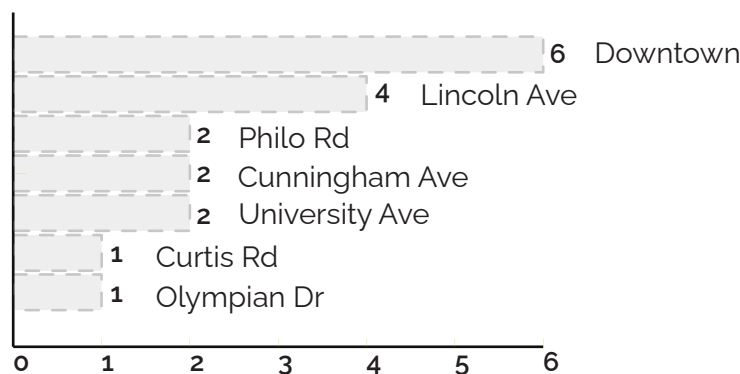 6 Downtown
4 Lincoln Ave
2 Philo Rd
2 Cunningham Ave
2 University Ave
1 Curtis Rd
1 Olympian Dr
0 1 2 3 4 5 6